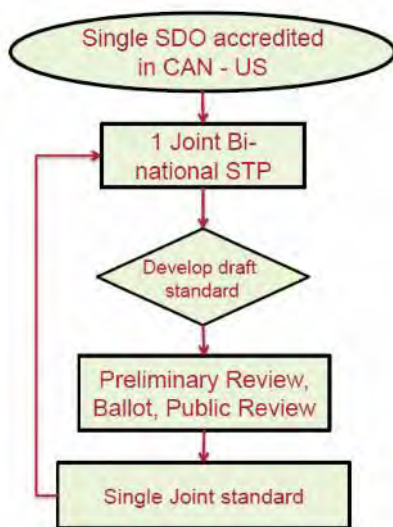 Single SDO accredited
in CAN - US
1 Joint Bi-
national STP
Develop draft
standard
Preliminary Review,
Ballot, Public Review
Single Joint standard